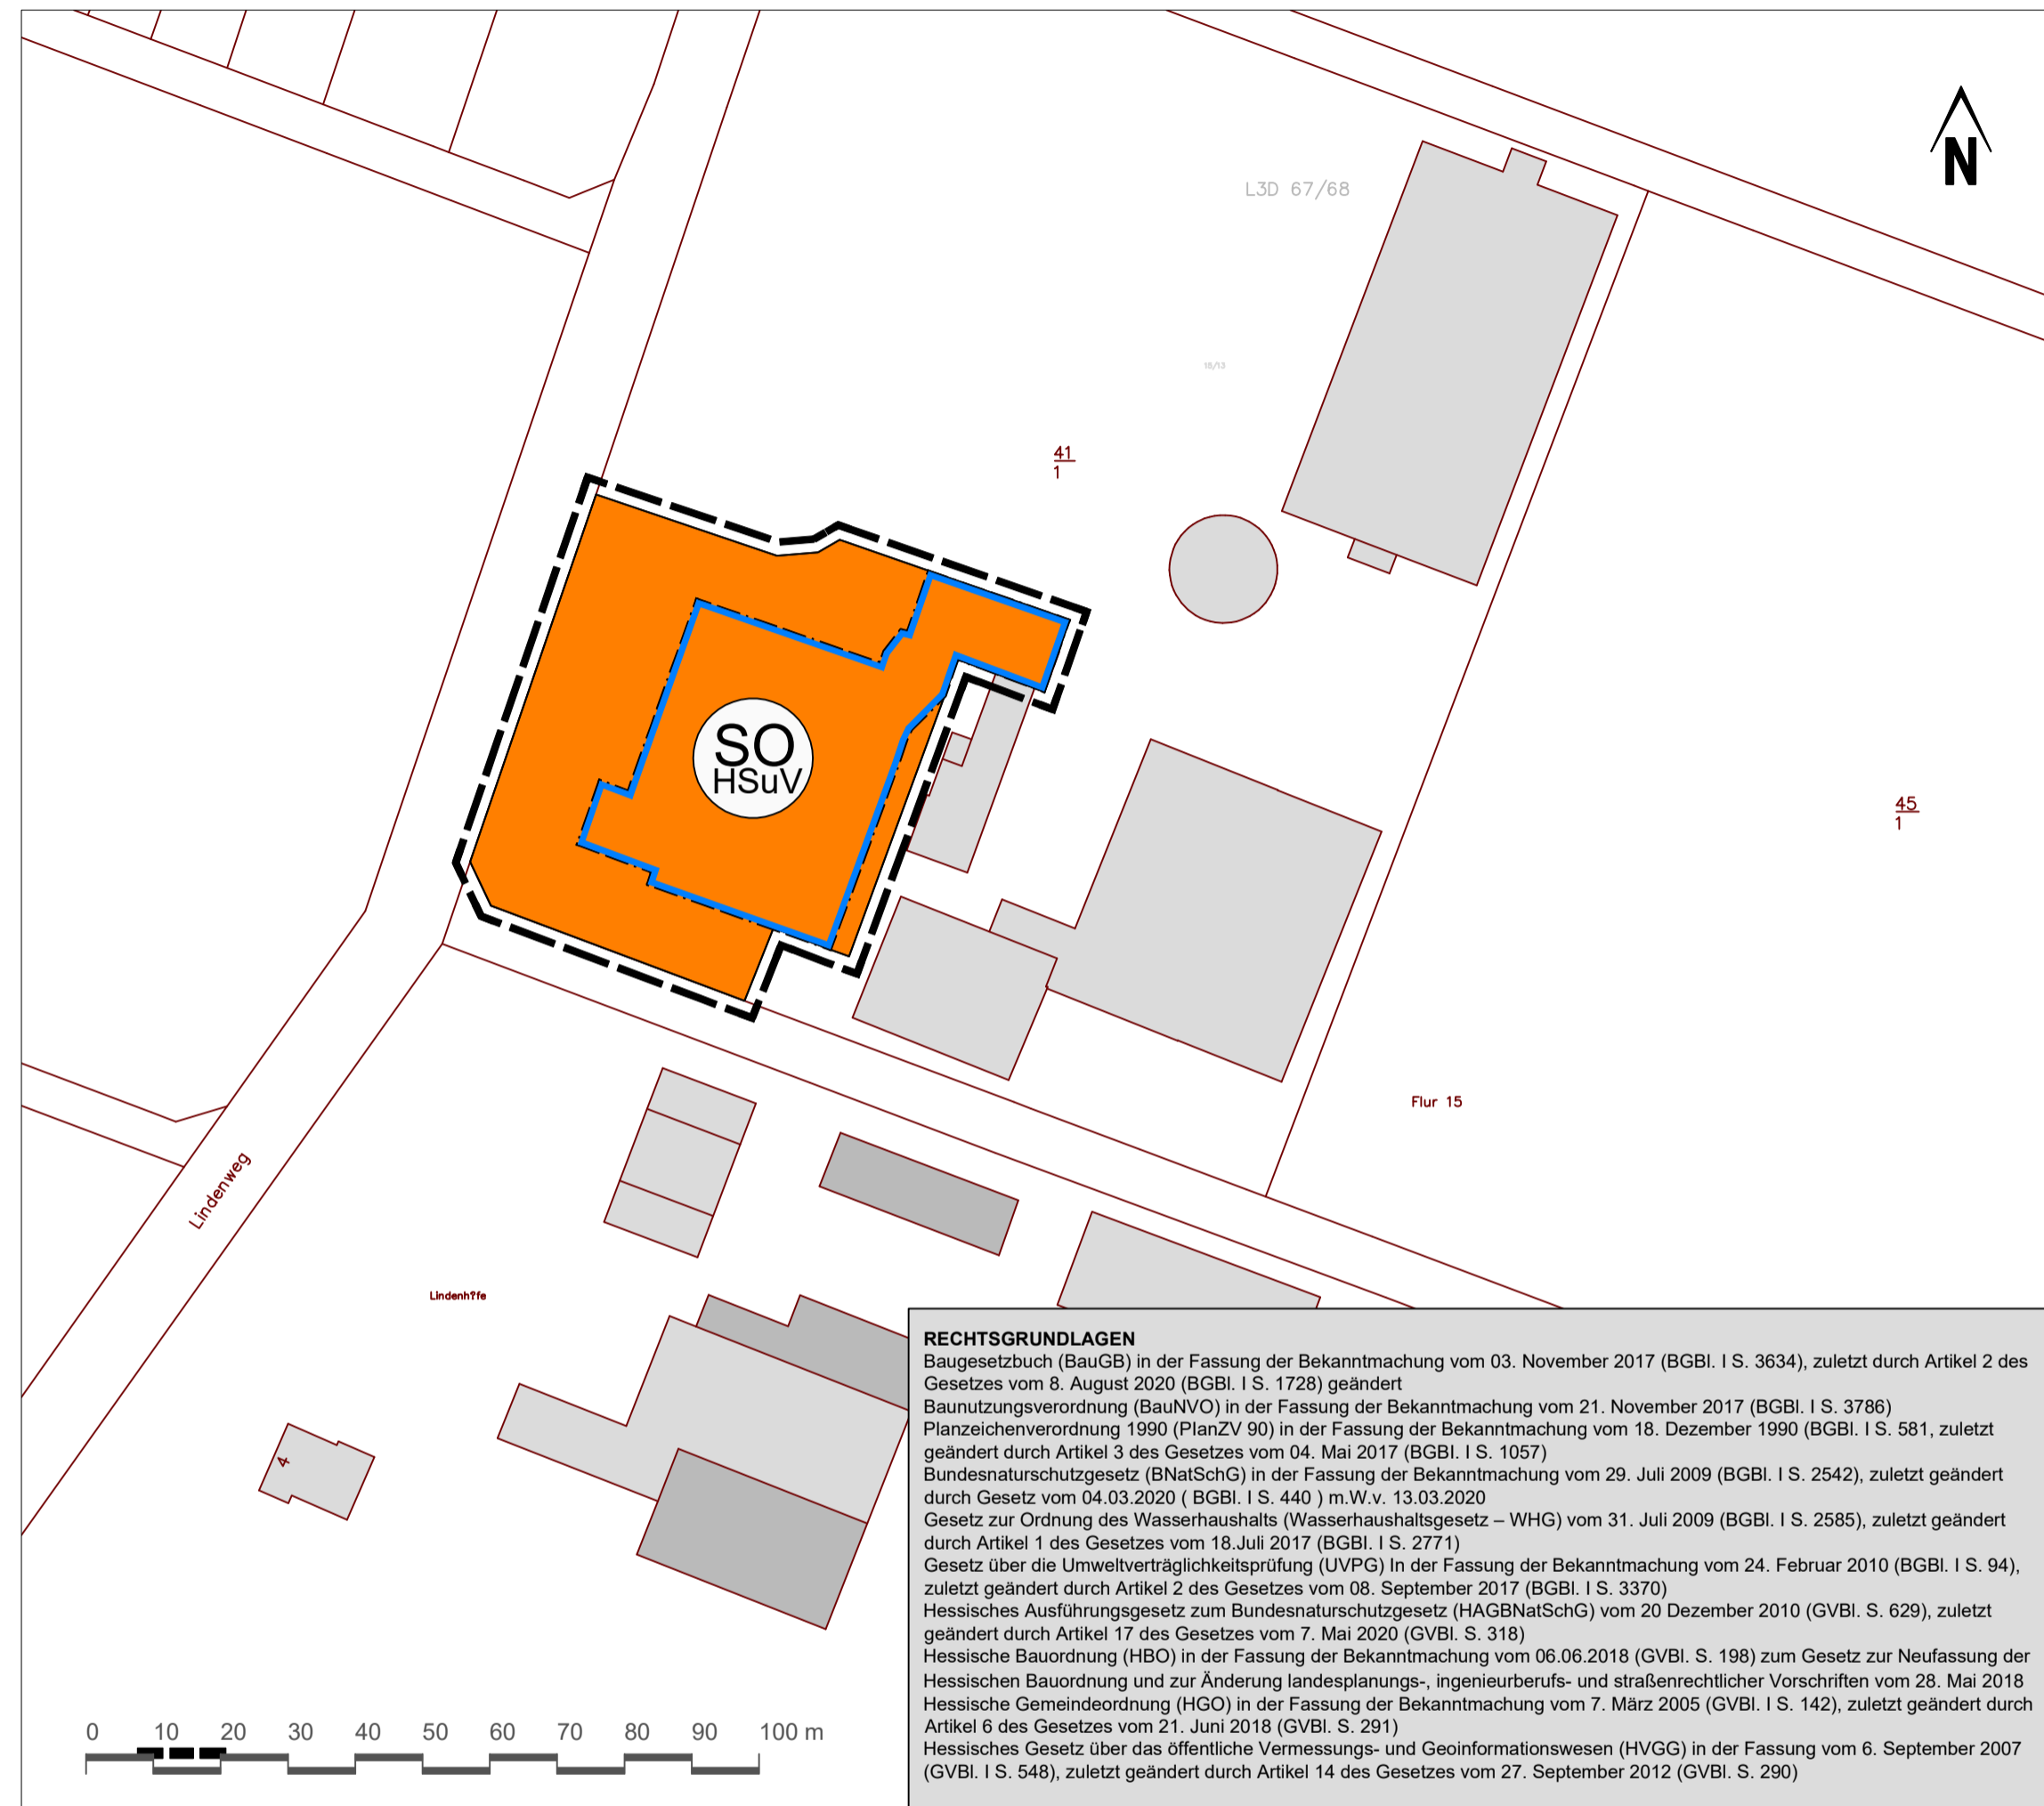 N
L3D 67/68
18/13
41
1
SO
HSuV
45
1
Flur 15
Lindenweg
Lindenh?fe
4
RECHTSGRUNDLAGEN
Baugesetzbuch (BauGB) in der Fassung der Bekanntmachung vom 03. November 2017 (BGBl. I S. 3634), zuletzt durch Artikel 2 des
Gesetzes vom 8. August 2020 (BGBl. I S. 1728) geändert
Baunutzungsverordnung (BauNVO) in der Fassung der Bekanntmachung vom 21. November 2017 (BGBl. I S. 3786)
Planzeichenverordnung 1990 (PlanZV 90) in der Fassung der Bekanntmachung vom 18. Dezember 1990 (BGBl. I S. 581, zuletzt
geändert durch Artikel 3 des Gesetzes vom 04. Mai 2017 (BGBl. I S. 1057)
Bundesnaturschutzgesetz (BNatSchG) in der Fassung der Bekanntmachung vom 29. Juli 2009 (BGBl. I S. 2542), zuletzt geändert
durch Gesetz vom 04.03.2020 ( BGBl. I S. 440 ) m.W.v. 13.03.2020
Gesetz zur Ordnung des Wasserhaushalts (Wasserhaushaltsgesetz – WHG) vom 31. Juli 2009 (BGBl. I S. 2585), zuletzt geändert
durch Artikel 1 des Gesetzes vom 18.Juli 2017 (BGBl. I S. 2771)
Gesetz über die Umweltverträglichkeitsprüfung (UVPG) In der Fassung der Bekanntmachung vom 24. Februar 2010 (BGBl. I S. 94),
zuletzt geändert durch Artikel 2 des Gesetzes vom 08. September 2017 (BGBl. I S. 3370)
Hessisches Ausführungsgesetz zum Bundesnaturschutzgesetz (HAGBNatSchG) vom 20 Dezember 2010 (GVBl. S. 629), zuletzt
geändert durch Artikel 17 des Gesetzes vom 7. Mai 2020 (GVBl. S. 318)
Hessische Bauordnung (HBO) in der Fassung der Bekanntmachung vom 06.06.2018 (GVBl. S. 198) zum Gesetz zur Neufassung der
Hessischen Bauordnung und zur Änderung landesplanungs-, ingenieurberufs- und straßenrechtlicher Vorschriften vom 28. Mai 2018
Hessische Gemeindeordnung (HGO) in der Fassung der Bekanntmachung vom 7. März 2005 (GVBl. I S. 142), zuletzt geändert durch
Artikel 6 des Gesetzes vom 21. Juni 2018 (GVBl. S. 291)
Hessisches Gesetz über das öffentliche Vermessungs- und Geoinformationswesen (HVGG) in der Fassung vom 6. September 2007
(GVBl. I S. 548), zuletzt geändert durch Artikel 14 des Gesetzes vom 27. September 2012 (GVBl. S. 290)
0 10 20 30 40 50 60 70 80 90 100 m